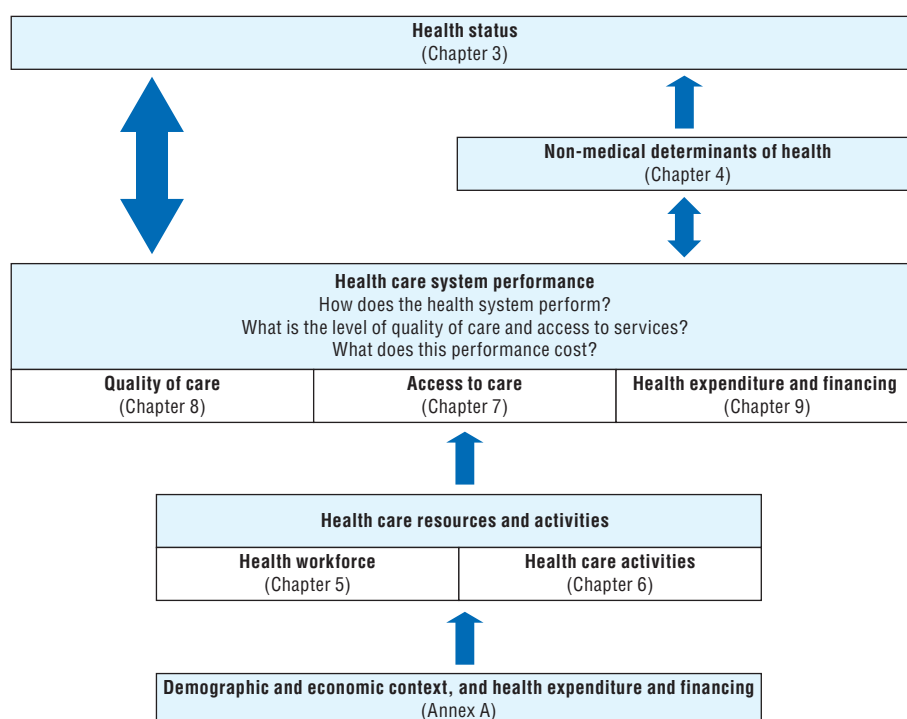 Health status
(Chapter 3)
Non-medical determinants of health
(Chapter 4)
Health care system performance
How does the health system perform?
What is the level of quality of care and access to services?
What does this performance cost?
Quality of care
(Chapter 8)
Access to care
(Chapter 7)
Health expenditure and financing
(Chapter 9)
Health care resources and activities
Health workforce
(Chapter 5)
Health care activities
(Chapter 6)
Demographic and economic context, and health expenditure and financing
(Annex A)